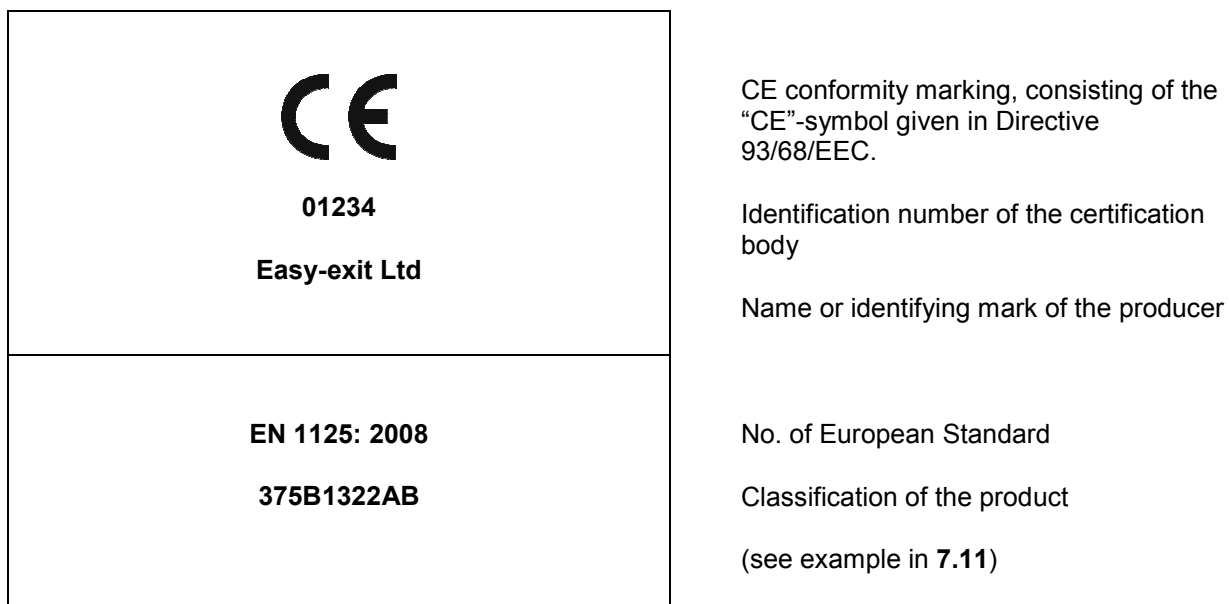 CE
CE conformity marking, consisting of the
“CE”-symbol given in Directive
93/68/EEC.
01234
Identification number of the certification
body
Easy-exit Ltd
Name or identifying mark of the producer
EN 1125: 2008
No. of European Standard
375B1322AB
Classification of the product
(see example in 7.11)